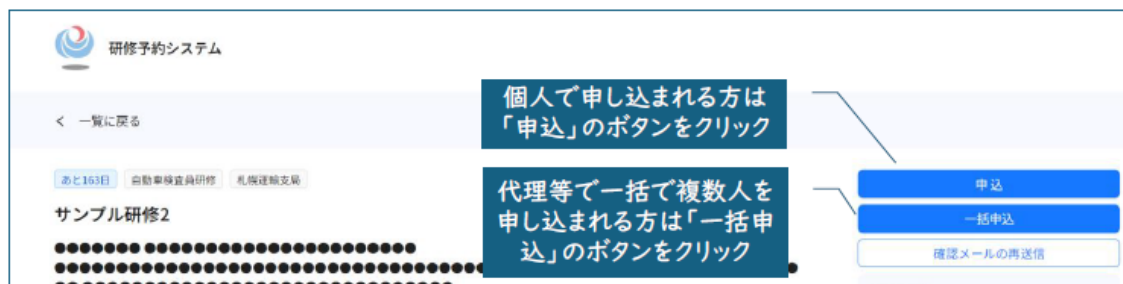 研修予約システム
個人で申し込まれる方は
「申込」のボタンをクリック
< 一覧に戻る
あと163日 自動車検査員研修 札幌運輸支局
サンプル研修2
代理等で一括で複数人を
申し込まれる方は「一括申
込」のボタンをクリック
申込
一括申込
確認メールの再送信